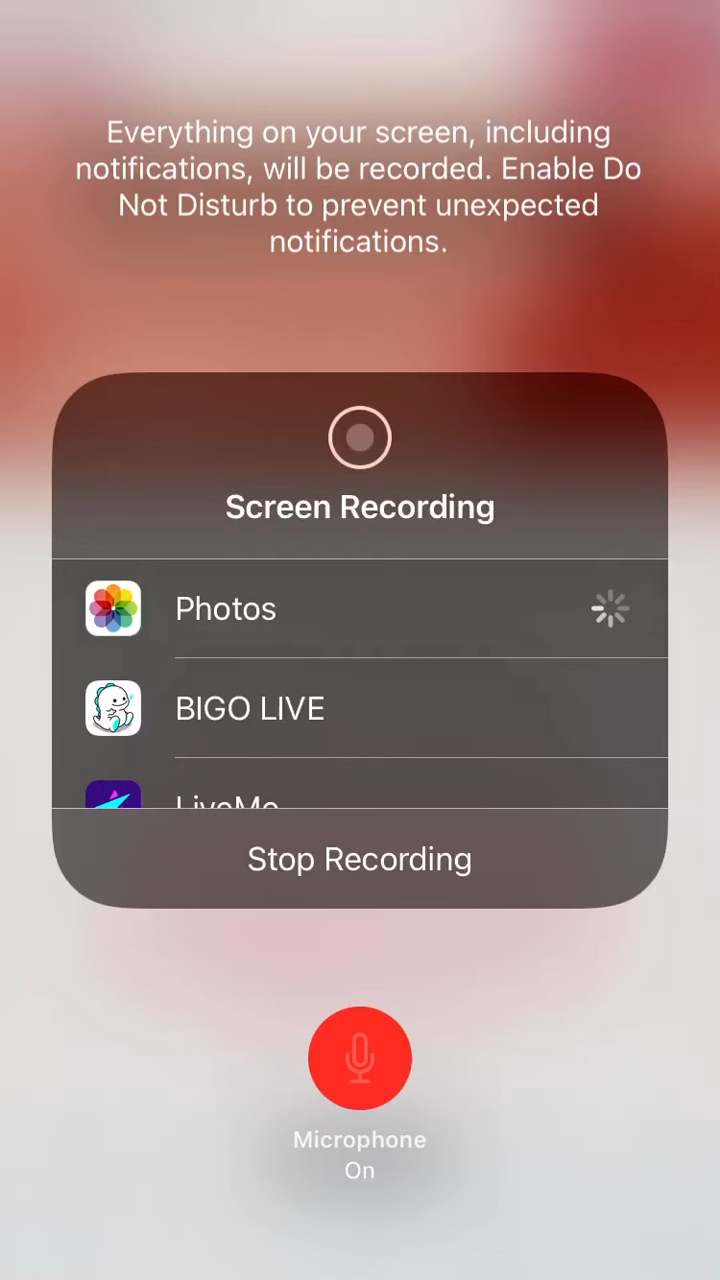 Everything on your screen, including
notifications, will be recorded. Enable Do
Not Disturb to prevent unexpected
notifications.
Screen Recording
Photos
BIGO LIVE
LiveMe
Stop Recording
Microphone
On